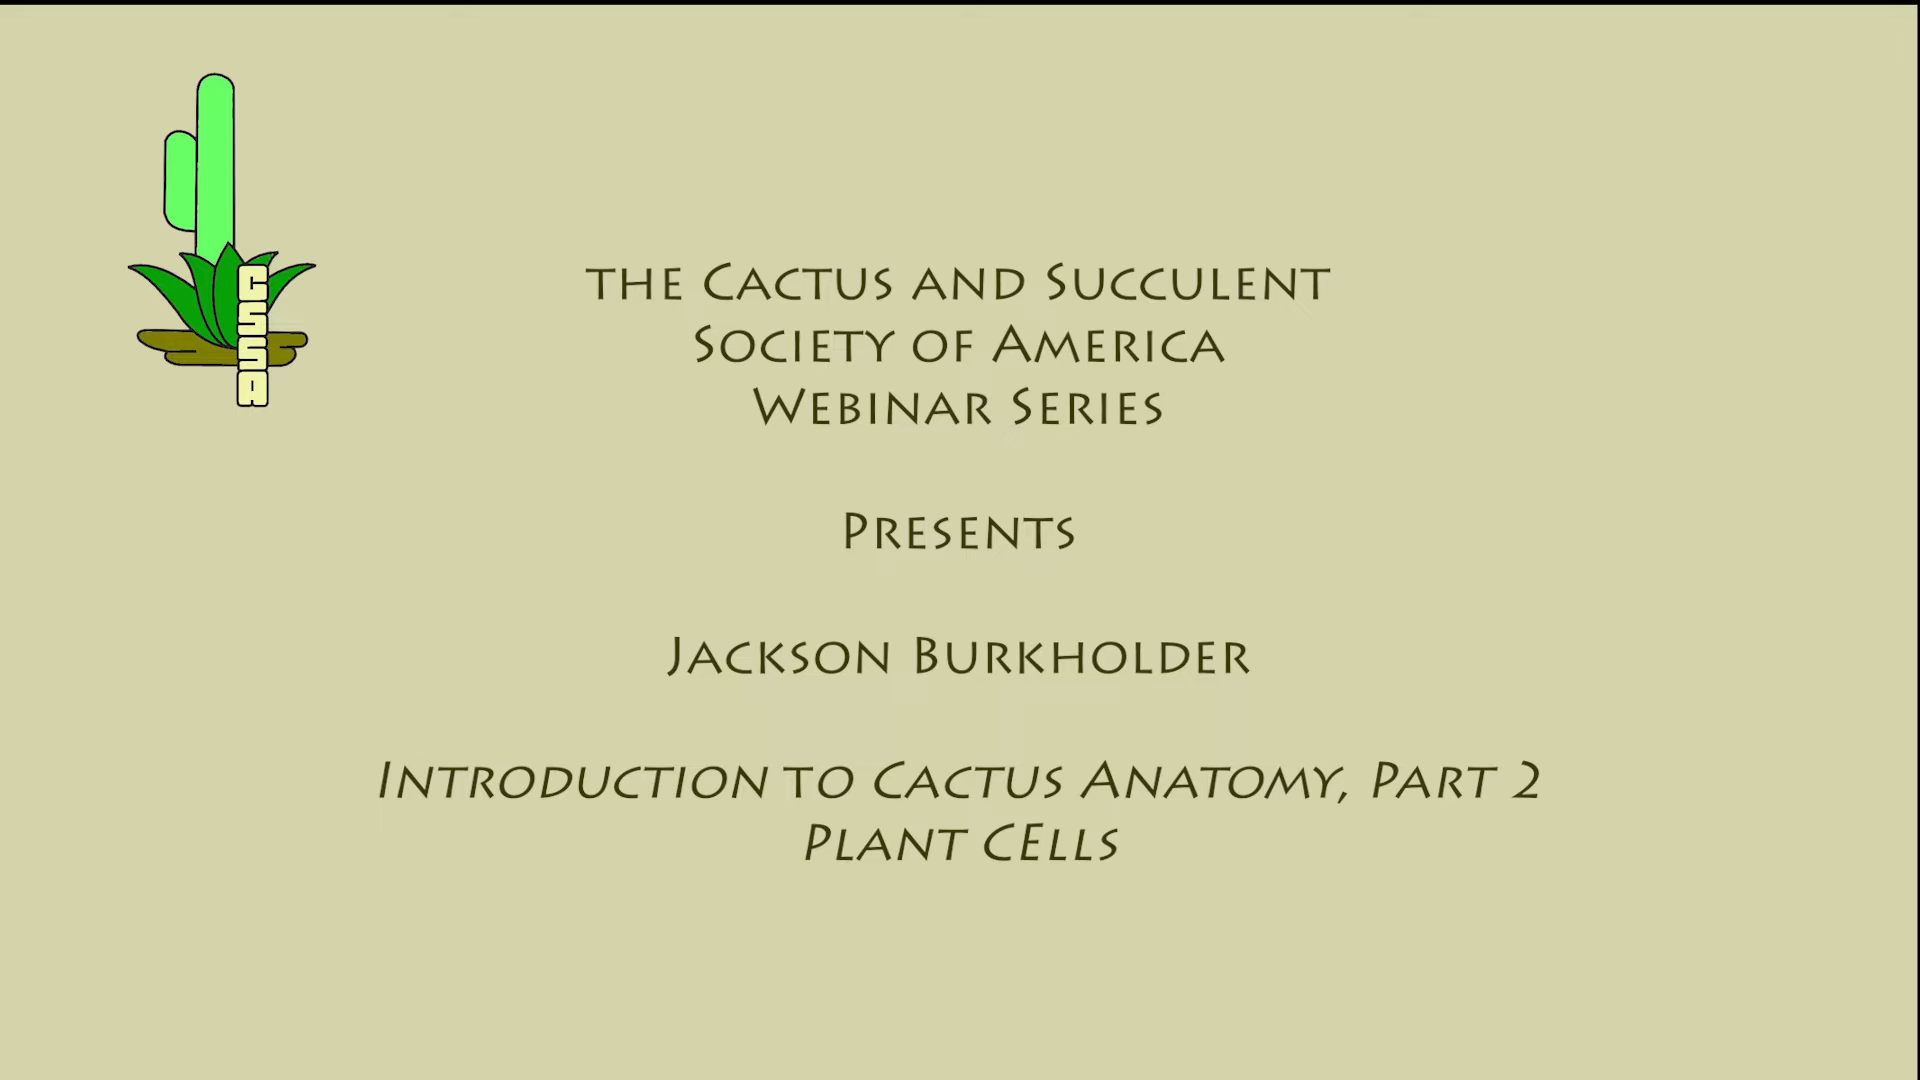 CSSA
the Cactus and Succulent
Society of America
Webinar Series
Presents
Jackson Burkholder
Introduction to Cactus Anatomy, Part 2
Plant CElls